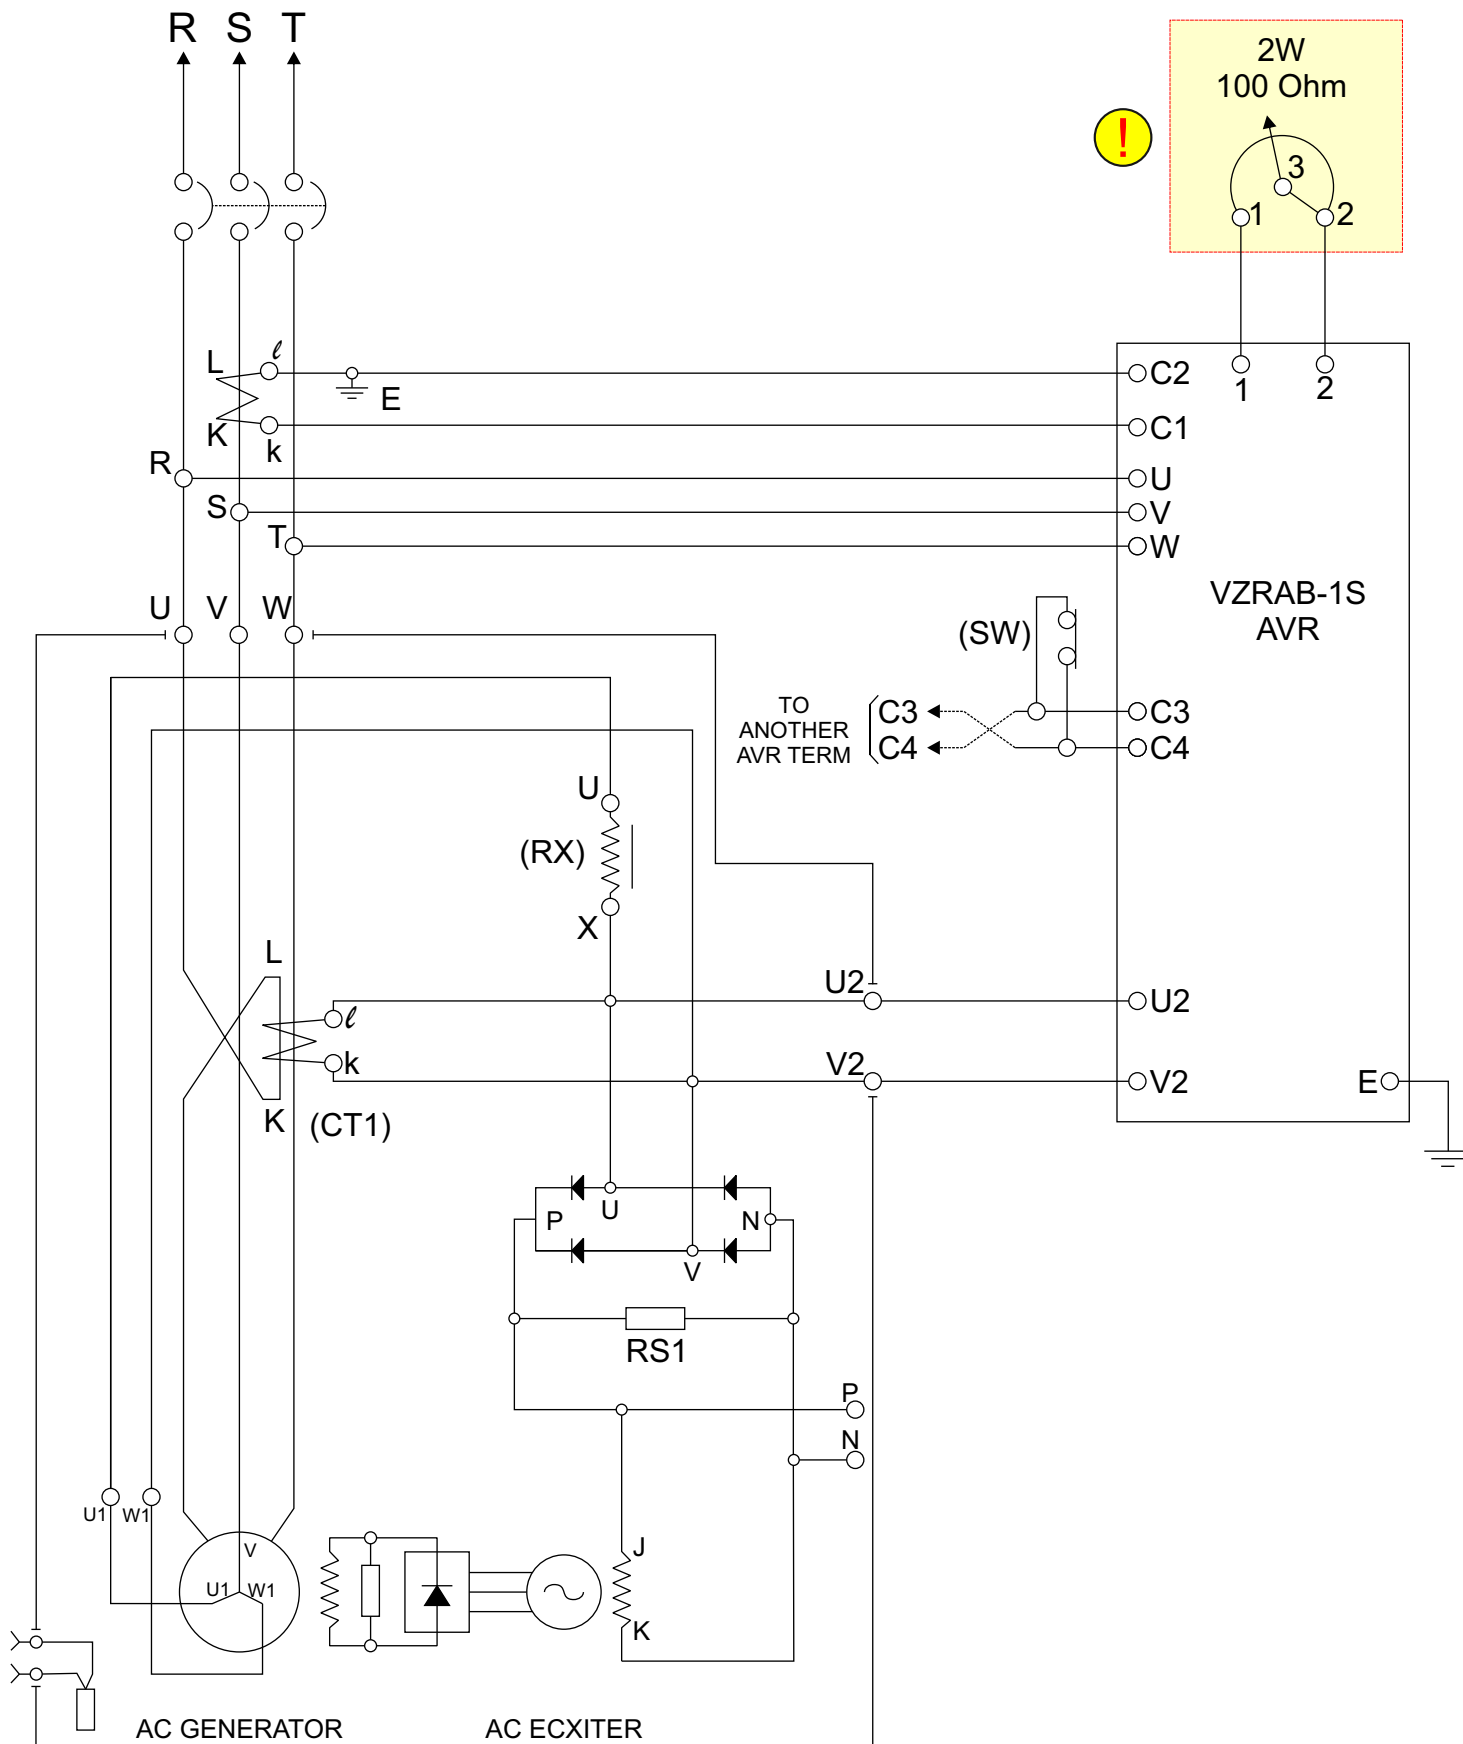 R S T
2W
100 Ohm
!
3
1 2
L ℓ
E
K k
C2
C1
1 2
R
S
T
U
V
W
VZRAB-1S
AVR
U V W
(SW)
TO
ANOTHER
AVR TERM
C3
C4
C3
C4
U
(RX)
X
L
ℓ
k
K
(CT1)
U2
V2
U2
V2
E
P
U
N
V
RS1
P
N
U1 W1
V
U1 W1
J
K
AC GENERATOR
AC ECXITER